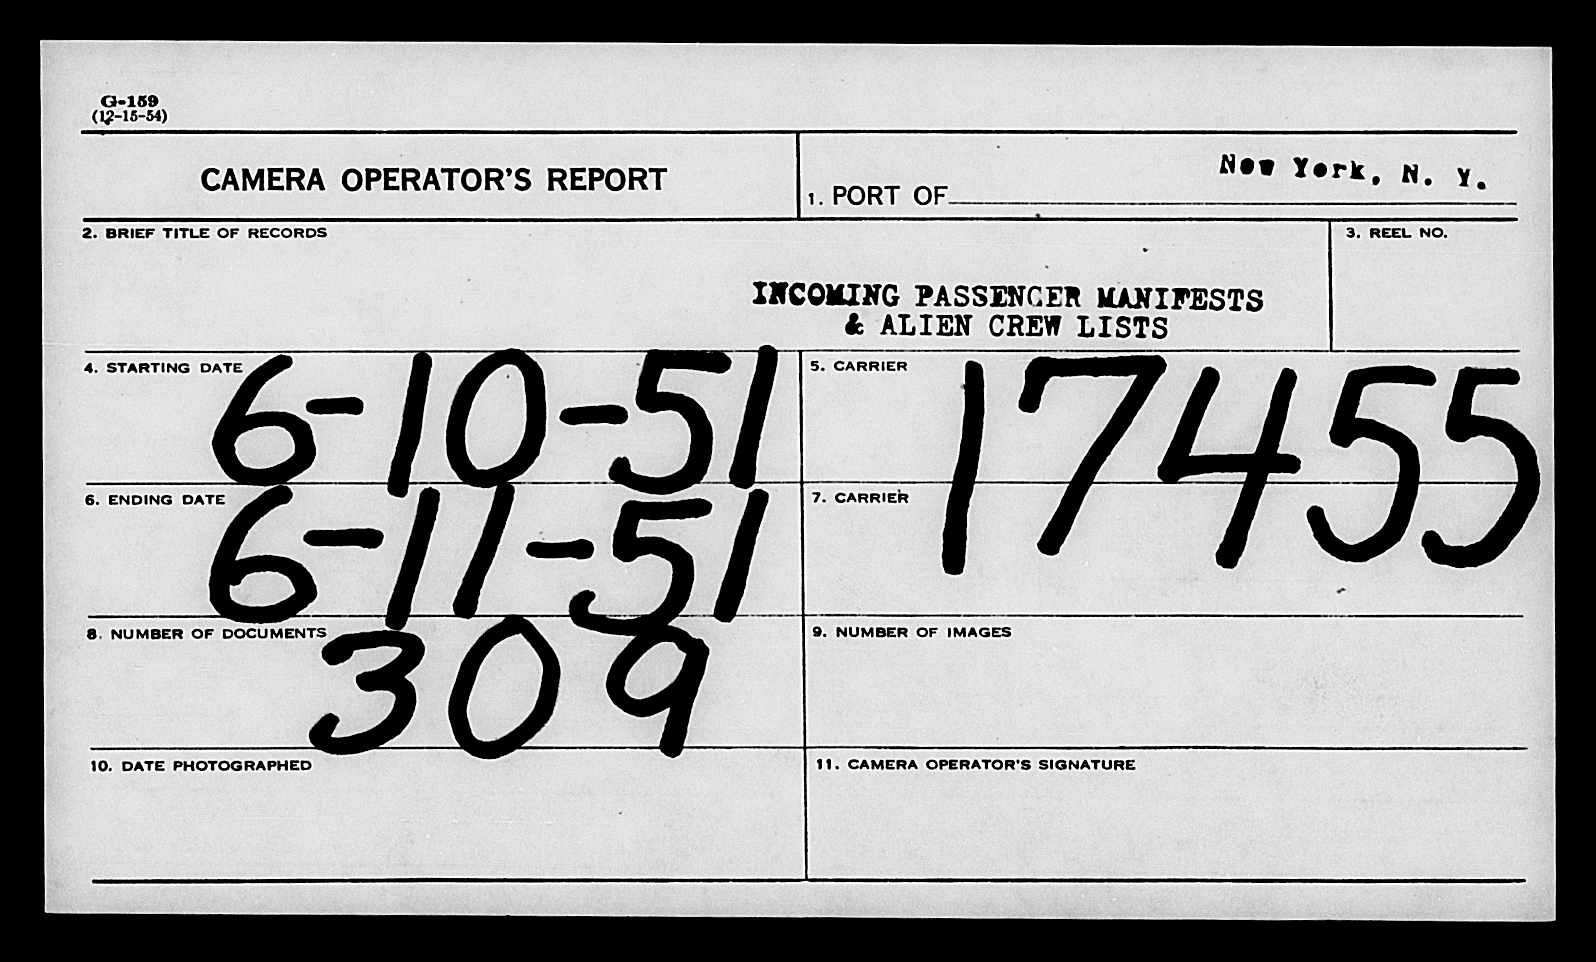 G-159
(12-15-54)
CAMERA OPERATOR'S REPORT
1. PORT OF New York, N. Y.
2. BRIEF TITLE OF RECORDS
INCOMING PASSENGER MANIFESTS
& ALIEN CREW LISTS
3. REEL NO.
4. STARTING DATE 6-10-51
5. CARRIER 17455
6. ENDING DATE 6-11-51
7. CARRIER
8. NUMBER OF DOCUMENTS 309
9. NUMBER OF IMAGES
10. DATE PHOTOGRAPHED
11. CAMERA OPERATOR'S SIGNATURE